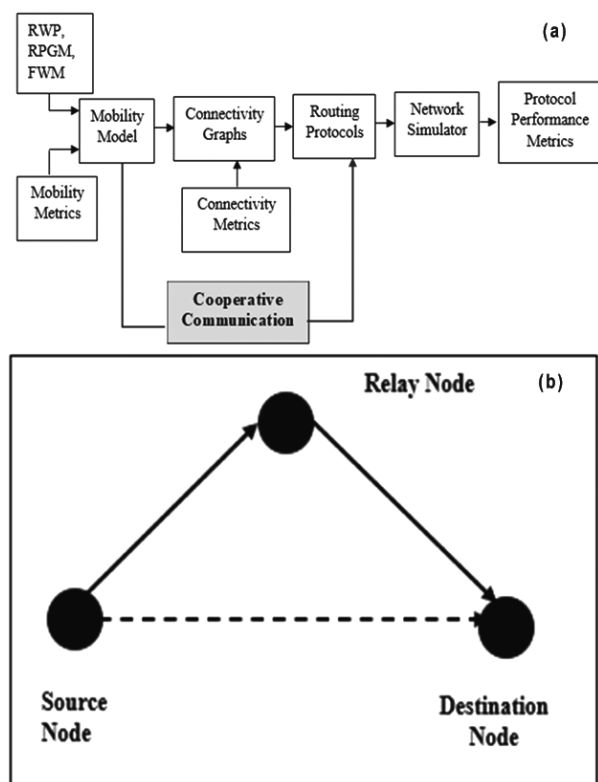 RWP,
RPGM,
FWM
(a)
Mobility
Model
Connectivity
Graphs
Routing
Protocols
Network
Simulator
Protocol
Performance
Metrics
Mobility
Metrics
Connectivity
Metrics
Cooperative
Communication
Relay Node
(b)
Source
Node
Destination
Node